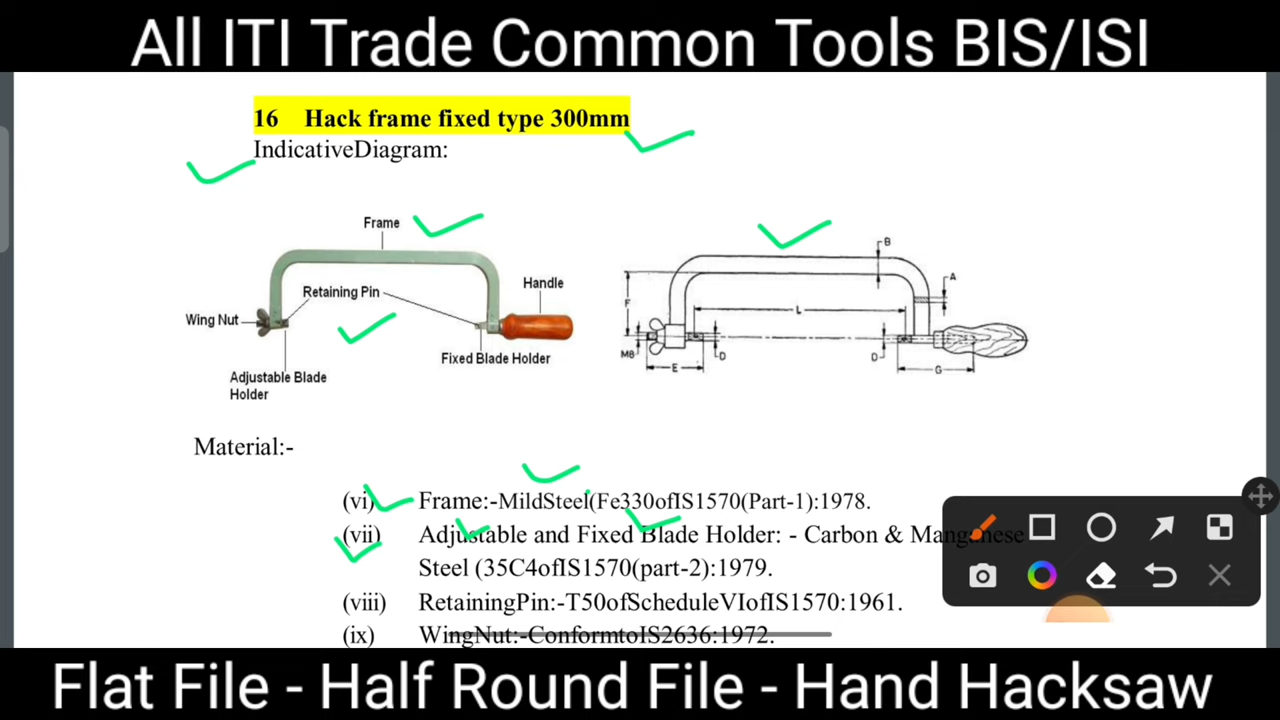 All ITI Trade Common Tools BIS/ISI
16 Hack frame fixed type 300mm
IndicativeDiagram:
Frame
Retaining Pin
Handle
Wing Nut
Fixed Blade Holder
Adjustable Blade
Holder
B
A
F
L
M8
D
D
E
G
Material:-
(vi) Frame:-MildSteel(Fe330ofIS1570(Part-1):1978.
(vii) Adjustable and Fixed Blade Holder: - Carbon & Manganese
Steel (35C4ofIS1570(part-2):1979.
(viii) RetainingPin:-T50ofScheduleVIofIS1570:1961.
(ix) WingNut:-ConformtoIS2636:1972.
Flat File - Half Round File - Hand Hacksaw